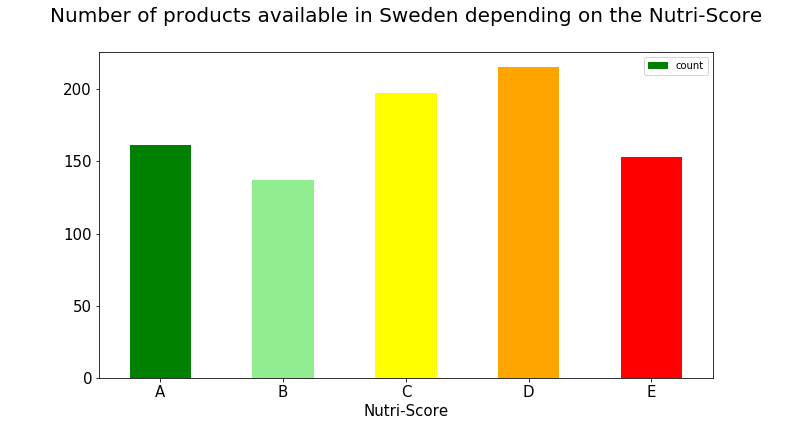 Number of products available in Sweden depending on the Nutri-Score
count
200
150
100
50
0
A B C D E
Nutri-Score